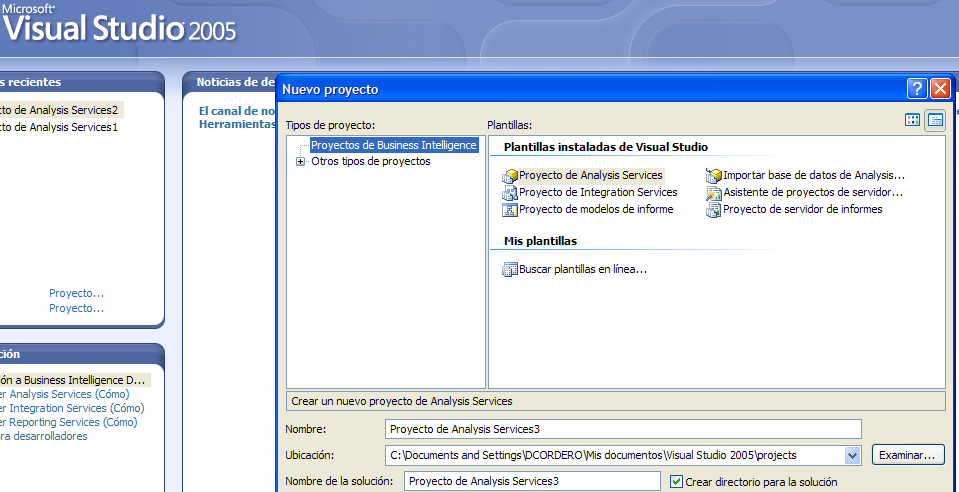 Microsoft
Visual Studio 2005
s recientes
cto de Analysis Services2
cto de Analysis Services1
Proyecto...
Proyecto...
ción
ón a Business Intelligence D...
er Analysis Services (Cómo)
er Integration Services (Cómo)
er Reporting Services (Cómo)
ra desarrolladores
Noticias de de
El canal de no
Herramientas
Nuevo proyecto
Tipos de proyecto:
Proyectos de Business Intelligence
Otros tipos de proyectos
Plantillas:
Plantillas instaladas de Visual Studio
Proyecto de Analysis Services
Proyecto de Integration Services
Proyecto de modelos de informe
Importar base de datos de Analysis...
Asistente de proyectos de servidor...
Proyecto de servidor de informes
Mis plantillas
Buscar plantillas en línea...
Crear un nuevo proyecto de Analysis Services
Nombre: Proyecto de Analysis Services3
Ubicación: C:\Documents and Settings\DCORDERO\Mis documentos\Visual Studio 2005\projects Examinar...
Nombre de la solución: Proyecto de Analysis Services3 Crear directorio para la solución